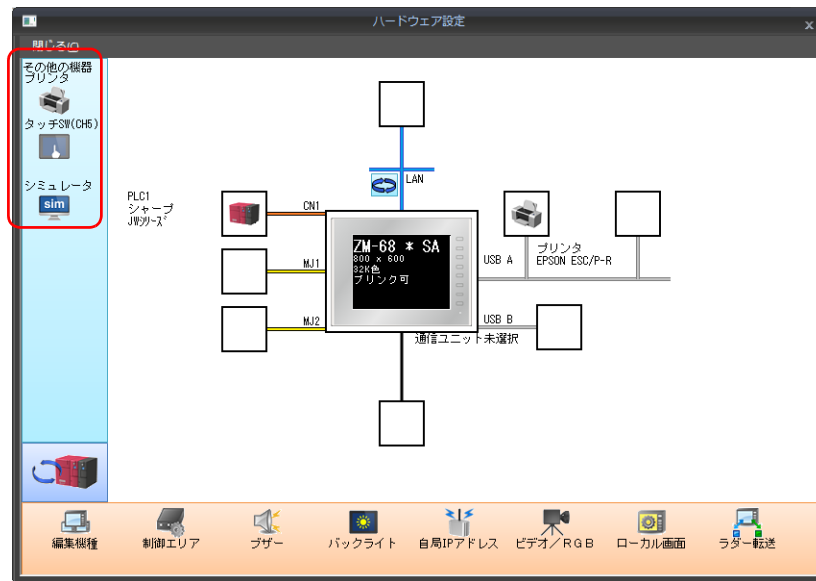 ハードウェア設定
x
閉じる(C)
その他の機器
プリンタ
タッチSW(CH5)
シミュレータ
sim
PLC1
シャープ
JWｼﾘｰｽﾞ
CN1
MJ1
MJ2
LAN
ZM-68 * SA
800 x 600
32K色
ブリンク可
USB A
プリンタ
EPSON ESC/P-R
USB B
通信ユニット未選択
編集機種
制御エリア
ブザー
バックライト
自局IPアドレス
ビデオ／RGB
ローカル画面
ラダー転送